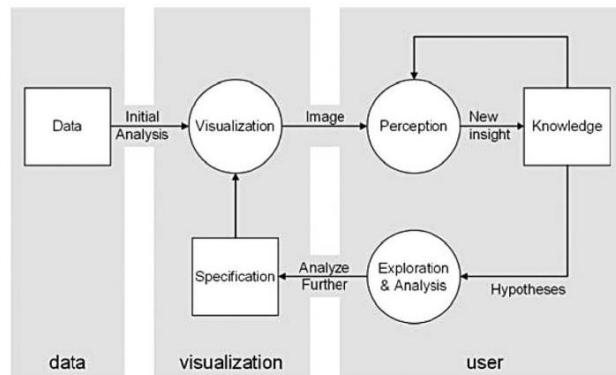 Data
Initial
Analysis
Visualization
Image
Perception
New
insight
Knowledge
Specification
Analyze
Further
Exploration
& Analysis
Hypotheses
data
visualization
user